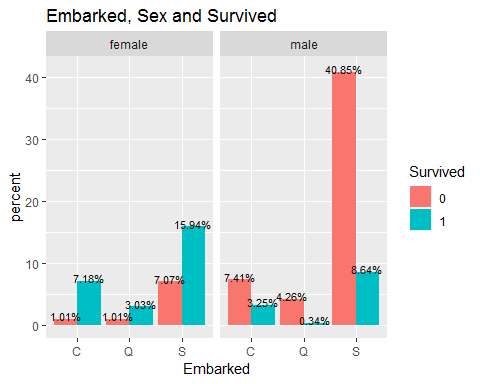 Embarked, Sex and Survived
female
male
percent
40
30
20
10
0
1.01%
7.18%
1.01%
3.03%
7.07%
15.94%
7.41%
3.25%
4.26%
0.34%
40.85%
8.64%
C
Q
S
C
Q
S
Embarked
Survived
0
1